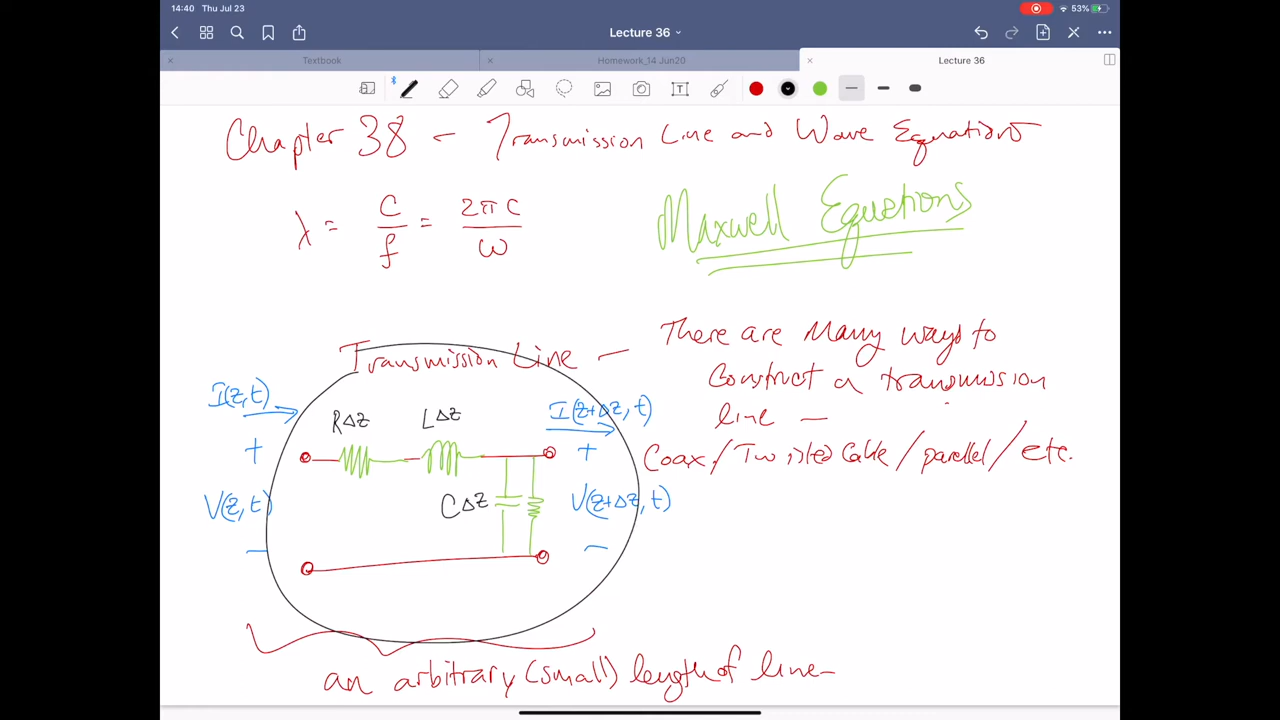 14:40 Thu Jul 23
53%
Lecture 36
Textbook
Homework_14 Jun20
Lecture 36
Chapter 38 - Transmission Line and Wave Equations
λ = C/f = 2πC/ω
Maxwell Equations
Transmission Line —
There are Many ways to
construct a transmission
line —
Coax/Twisted Cable/parallel/etc.
I(z,t)
I(z+Δz,t)
RΔz
LΔz
+
+
CΔz
V(z,t)
V(z+Δz,t)
−
−
an arbitrary (small) length of line-